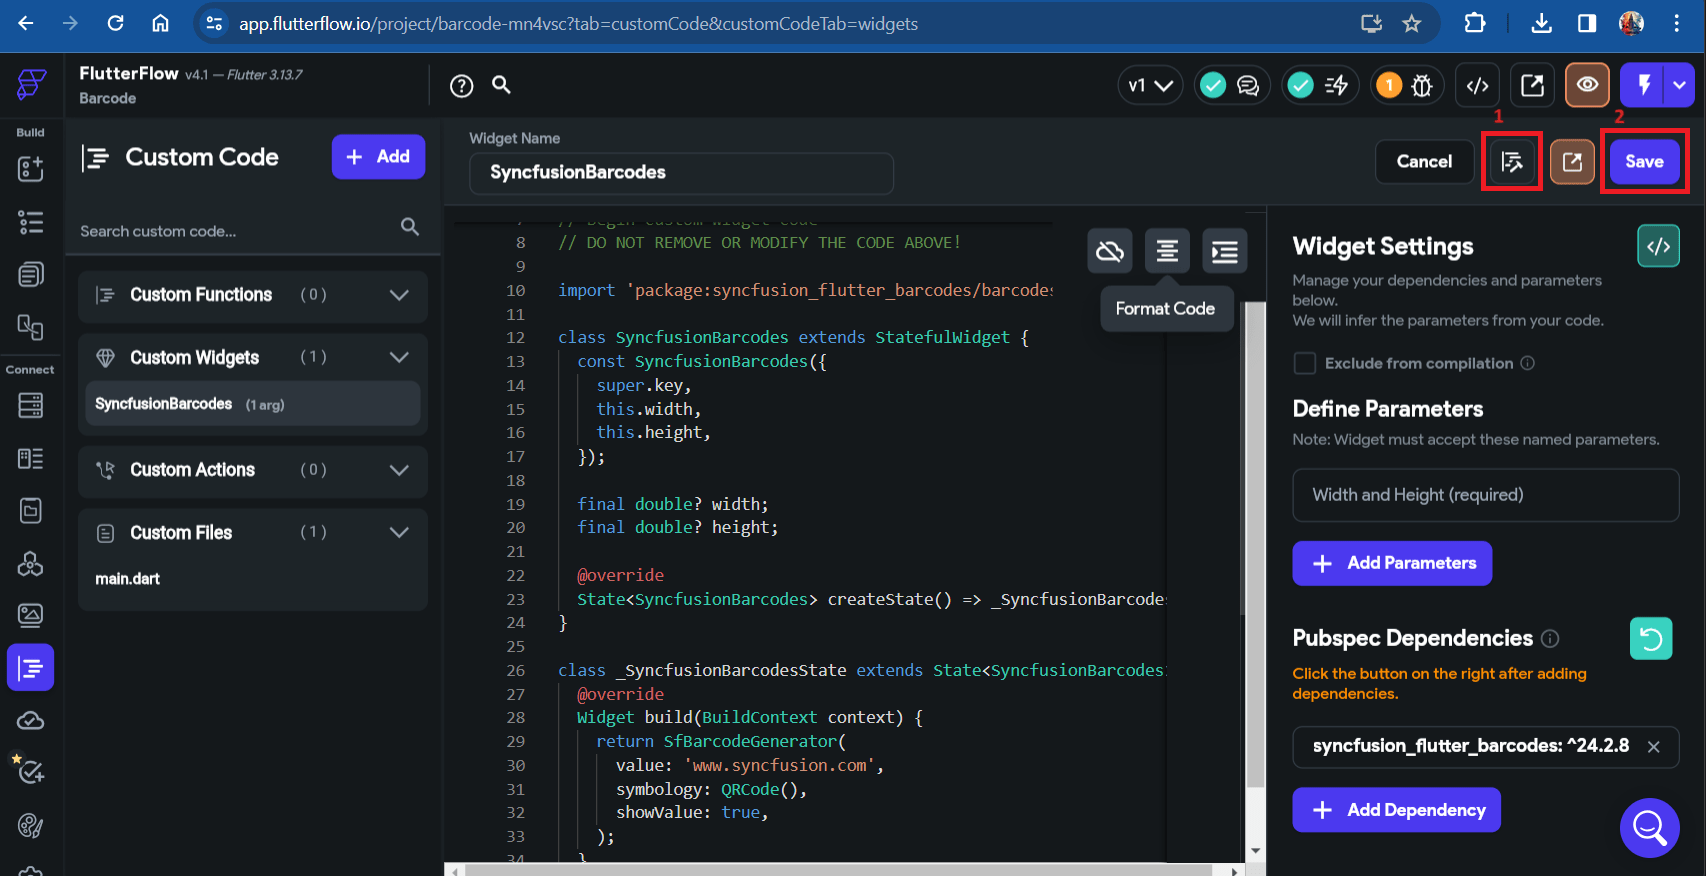 app.flutterflow.io/project/barcode-mn4vsc?tab=customCode&customCodeTab=widgets
FlutterFlow v4.1 — Flutter 3.13.7
Barcode
v1
1
1
2
Build
Connect
Custom Code
+ Add
Search custom code...
Custom Functions ( 0 )
Custom Widgets ( 1 )
SyncfusionBarcodes (1 arg)
Custom Actions ( 0 )
Custom Files ( 1 )
main.dart
Widget Name
SyncfusionBarcodes
Cancel
Save
Format Code
7 // Begin custom widget code
8 // DO NOT REMOVE OR MODIFY THE CODE ABOVE!
9
10 import 'package:syncfusion_flutter_barcodes/barcodes
11
12 class SyncfusionBarcodes extends StatefulWidget {
13 const SyncfusionBarcodes({
14 super.key,
15 this.width,
16 this.height,
17 });
18
19 final double? width;
20 final double? height;
21
22 @override
23 State<SyncfusionBarcodes> createState() => _SyncfusionBarcodes
24 }
25
26 class _SyncfusionBarcodesState extends State<SyncfusionBarcodes
27 @override
28 Widget build(BuildContext context) {
29 return SfBarcodeGenerator(
30 value: 'www.syncfusion.com',
31 symbology: QRCode(),
32 showValue: true,
33 );
34 }
Widget Settings
Manage your dependencies and parameters
below.
We will infer the parameters from your code.
Exclude from compilation
Define Parameters
Note: Widget must accept these named parameters.
Width and Height (required)
+ Add Parameters
Pubspec Dependencies
Click the button on the right after adding
dependencies.
syncfusion_flutter_barcodes: ^24.2.8
+ Add Dependency